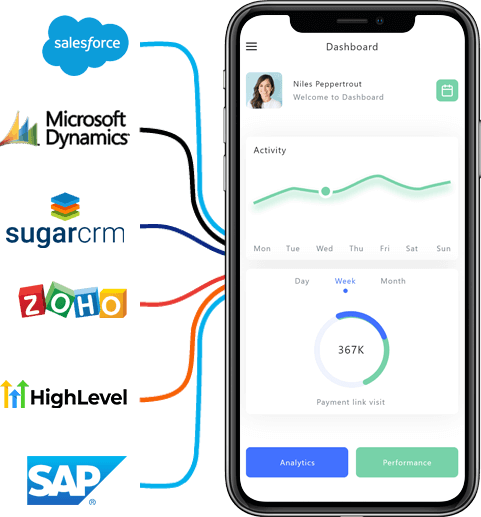 salesforce
Microsoft
Dynamics
sugarcrm
ZOHO
HighLevel
SAP
Dashboard
Niles Peppertrout
Welcome to Dashboard
Activity
Mon Tue Wed Thu Fri Sat Sun
Day Week Month
367K
Payment link visit
Analytics Performance